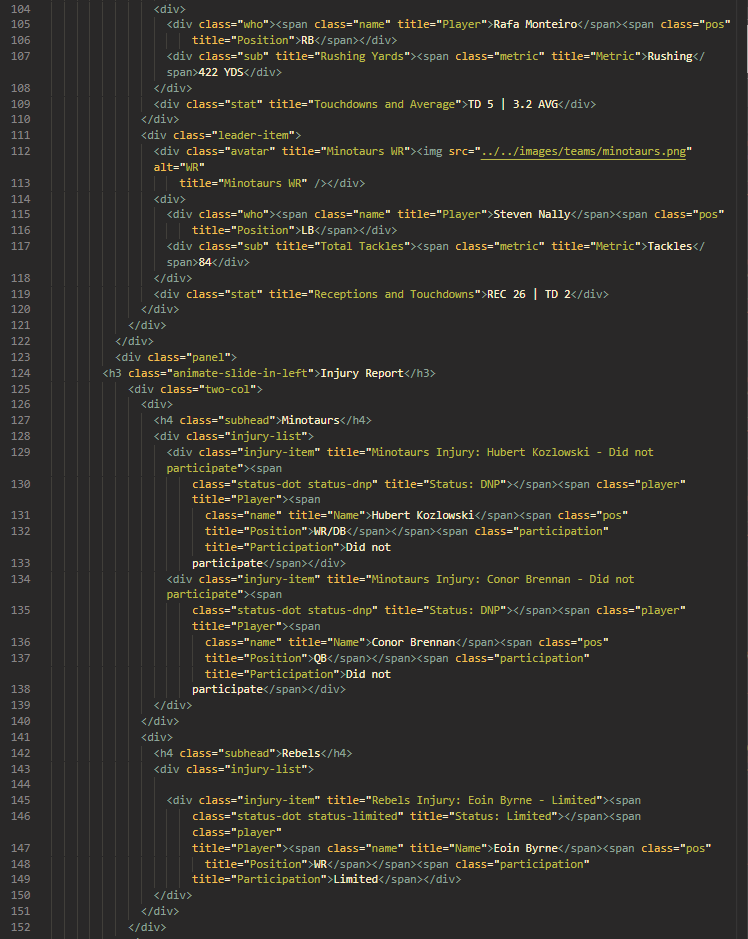 104 <div>
105 <div class="who"><span class="name" title="Player">Rafa Monteiro</span><span class="pos"
106 title="Position">RB</span></div>
107 <div class="sub" title="Rushing Yards"><span class="metric" title="Metric">Rushing</
span>422 YDS</div>
108 </div>
109 <div class="stat" title="Touchdowns and Average">TD 5 | 3.2 AVG</div>
110 </div>
111 <div class="leader-item">
112 <div class="avatar" title="Minotaurs WR"><img src="../../images/teams/minotaurs.png"
alt="WR"
113 title="Minotaurs WR" /></div>
114 <div>
115 <div class="who"><span class="name" title="Player">Steven Nally</span><span class="pos"
116 title="Position">LB</span></div>
117 <div class="sub" title="Total Tackles"><span class="metric" title="Metric">Tackles</
span>84</div>
118 </div>
119 <div class="stat" title="Receptions and Touchdowns">REC 26 | TD 2</div>
120 </div>
121 </div>
122 </div>
123 <div class="panel">
124 <h3 class="animate-slide-in-left">Injury Report</h3>
125 <div class="two-col">
126 <div>
127 <h4 class="subhead">Minotaurs</h4>
128 <div class="injury-list">
129 <div class="injury-item" title="Minotaurs Injury: Hubert Kozlowski - Did not
participate"><span
130 class="status-dot status-dnp" title="Status: DNP"></span><span class="player"
title="Player"><span
131 class="name" title="Name">Hubert Kozlowski</span><span class="pos"
132 title="Position">WR/DB</span></span><span class="participation"
title="Participation">Did not
133 participate</span></div>
134 <div class="injury-item" title="Minotaurs Injury: Conor Brennan - Did not
participate"><span
135 class="status-dot status-dnp" title="Status: DNP"></span><span class="player"
title="Player"><span
136 class="name" title="Name">Conor Brennan</span><span class="pos"
137 title="Position">QB</span></span><span class="participation"
title="Participation">Did not
138 participate</span></div>
139 </div>
140 </div>
141 <div>
142 <h4 class="subhead">Rebels</h4>
143 <div class="injury-list">
144
145 <div class="injury-item" title="Rebels Injury: Eoin Byrne - Limited"><span
146 class="status-dot status-limited" title="Status: Limited"></span><span
class="player"
147 title="Player"><span class="name" title="Name">Eoin Byrne</span><span class="pos"
148 title="Position">WR</span></span><span class="participation"
149 title="Participation">Limited</span></div>
150 </div>
151 </div>
152 </div>